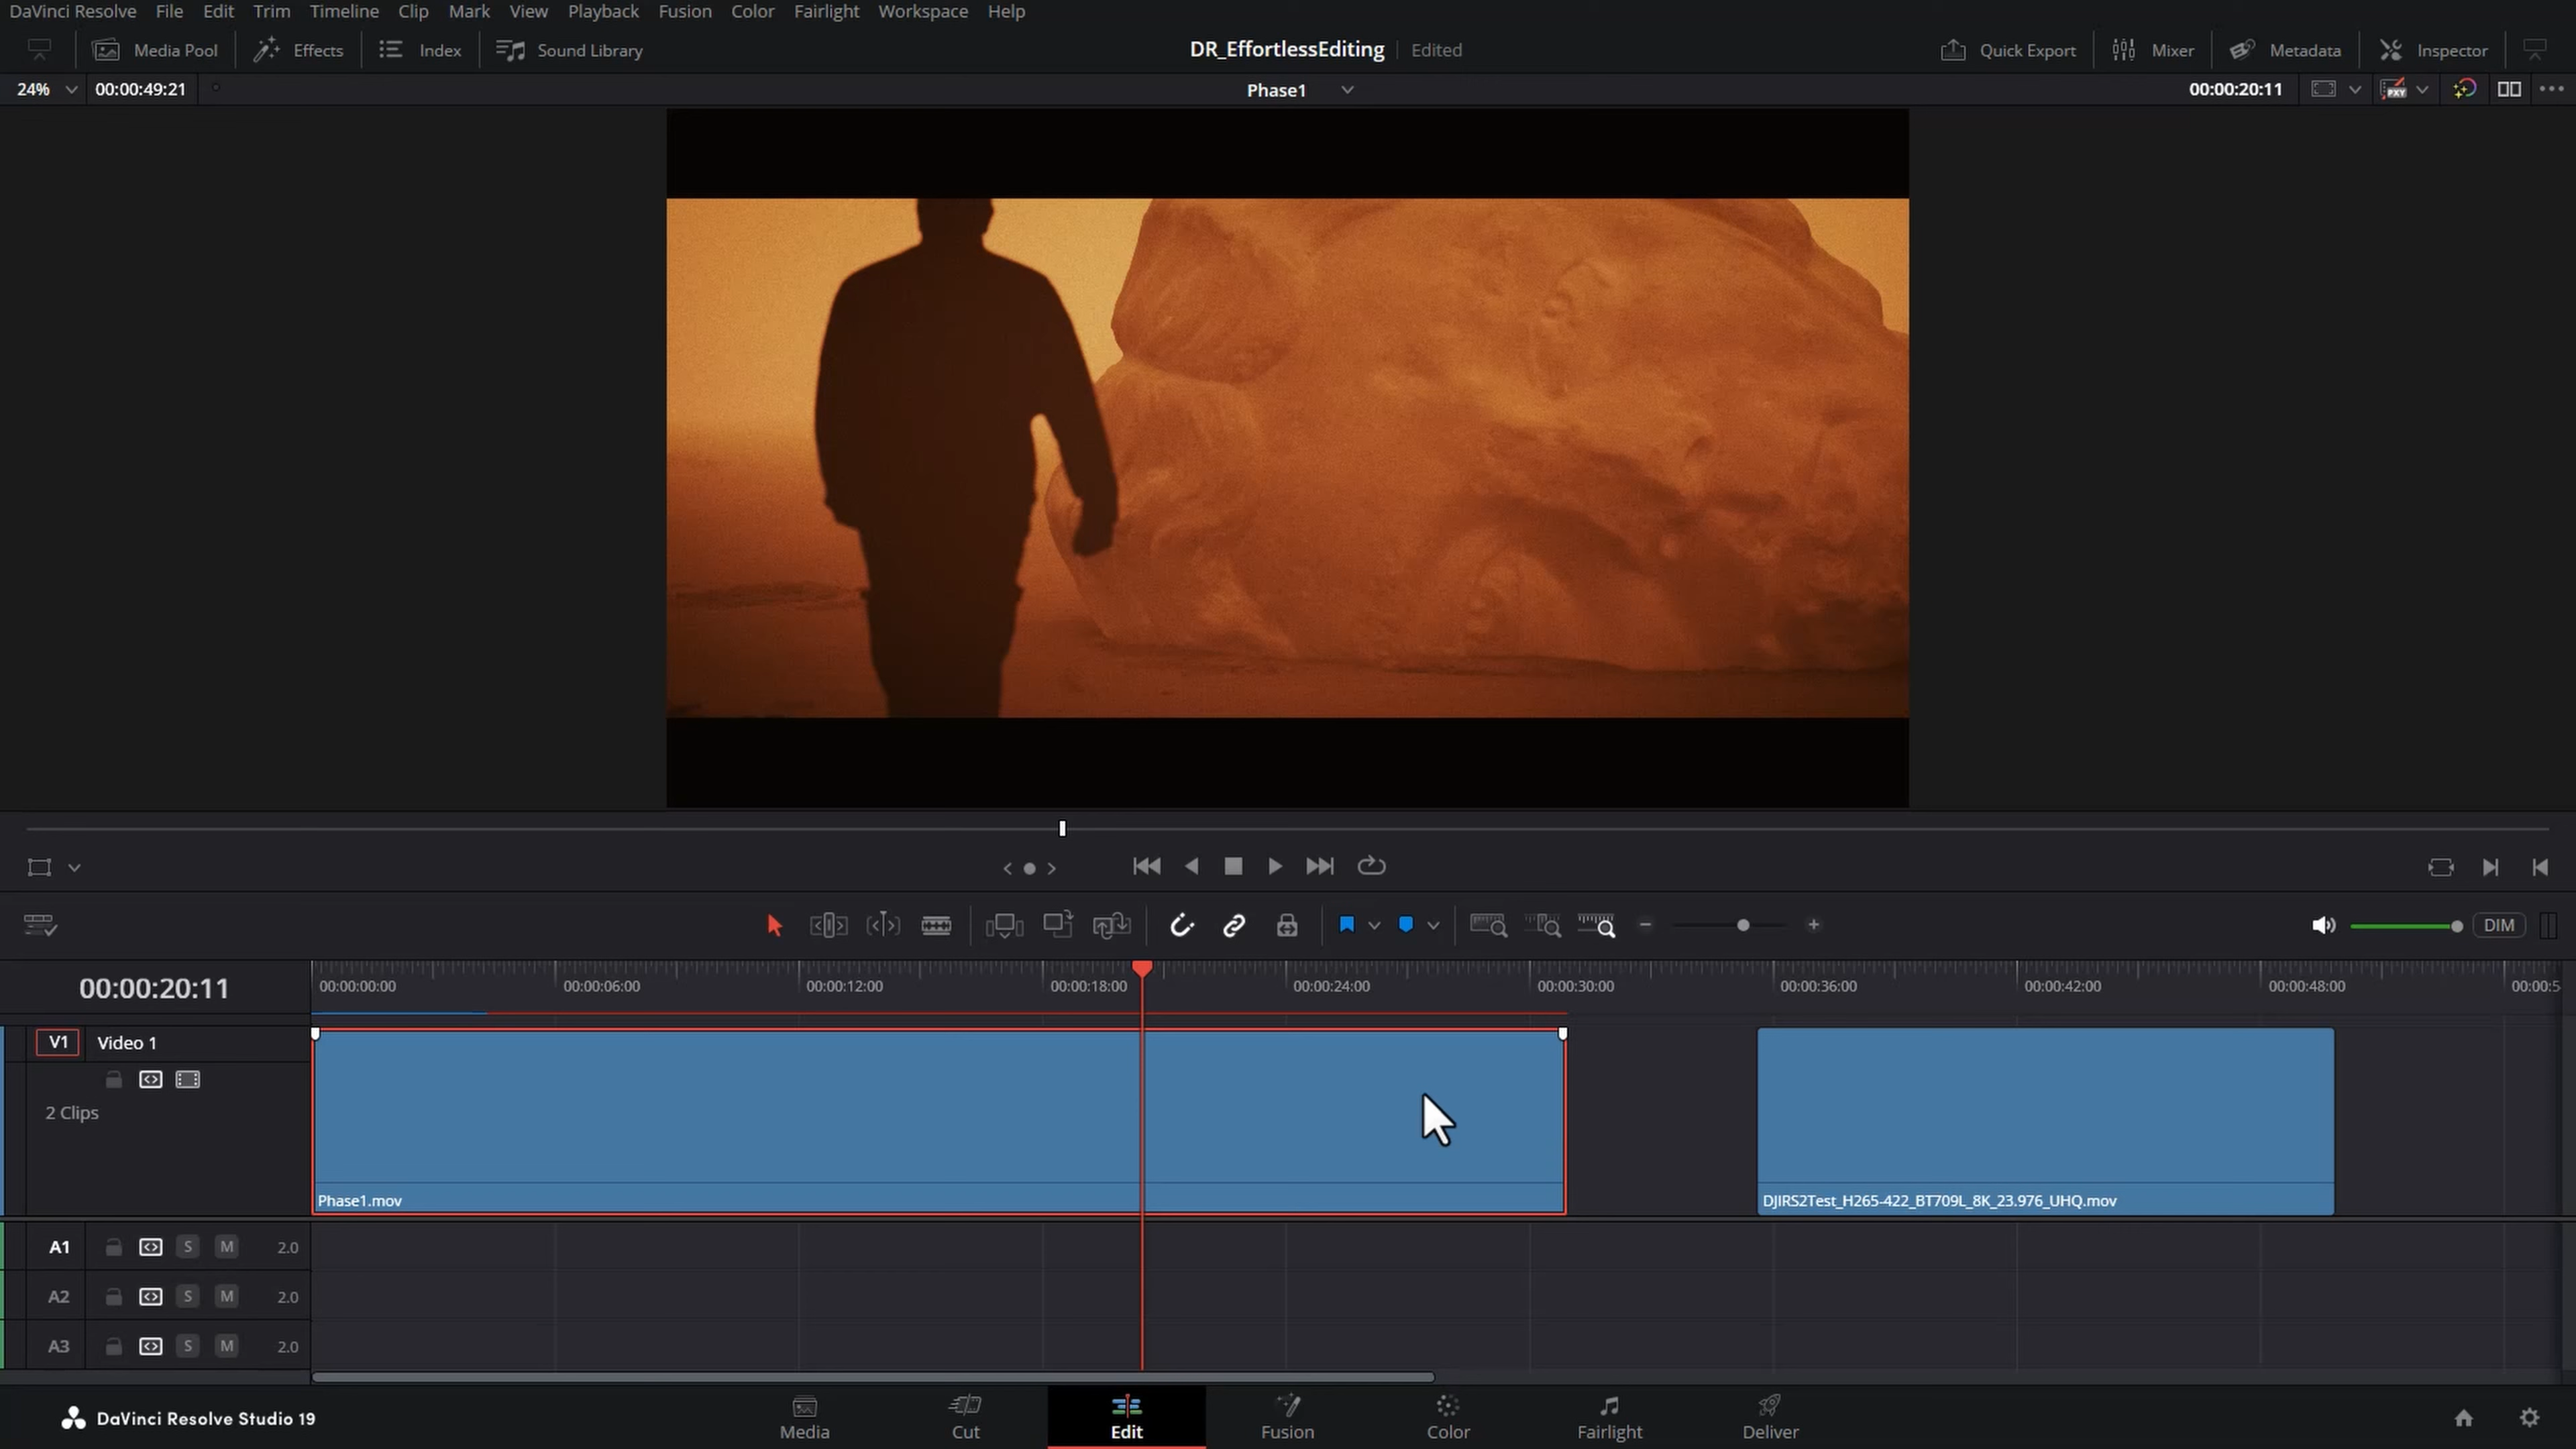 DaVinci Resolve File Edit Trim Timeline Clip Mark View Playback Fusion Color Fairlight Workspace Help
Media Pool Effects Index Sound Library DR_EffortlessEditing Edited Quick Export Mixer Metadata Inspector
24% 00:00:49:21 Phase1 00:00:20:11 PXY
DIM
00:00:20:11 00:00:00:00 00:00:06:00 00:00:12:00 00:00:18:00 00:00:24:00 00:00:30:00 00:00:36:00 00:00:42:00 00:00:48:00 00:00:5
V1 Video 1
2 Clips
Phase1.mov DJIRS2Test_H265-422_BT709L_8K_23.976_UHQ.mov
A1 S M 2.0
A2 S M 2.0
A3 S M 2.0
DaVinci Resolve Studio 19 Media Cut Edit Fusion Color Fairlight Deliver